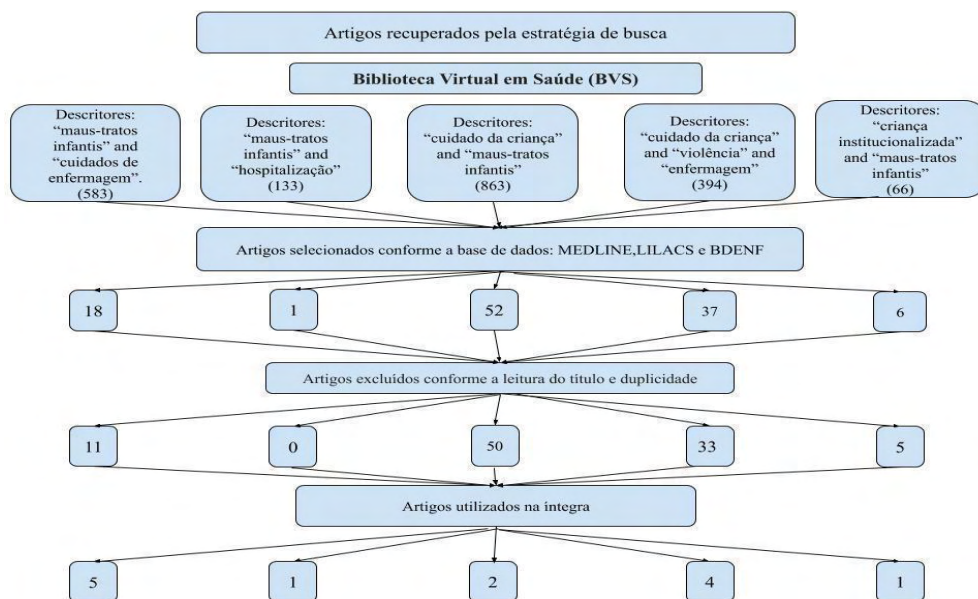 Artigos recuperados pela estratégia de busca
Biblioteca Virtual em Saúde (BVS)
Descritores:
“maus-tratos
infantis” and
“cuidados de
enfermagem”.
(583)
Descritores:
“maus-tratos
infantis” and
“hospitalização”
(133)
Descritores:
“cuidado da criança”
and “maus-tratos
infantis”
(863)
Descritores:
“cuidado da criança”
and “violência” and
“enfermagem”
(394)
Descritores:
“criança
institucionalizada”
and “maus-tratos
infantis”
(66)
Artigos selecionados conforme a base de dados: MEDLINE,LILACS e BDENF
18
1
52
37
6
Artigos excluídos conforme a leitura do título e duplicidade
11
0
50
33
5
Artigos utilizados na íntegra
5
1
2
4
1